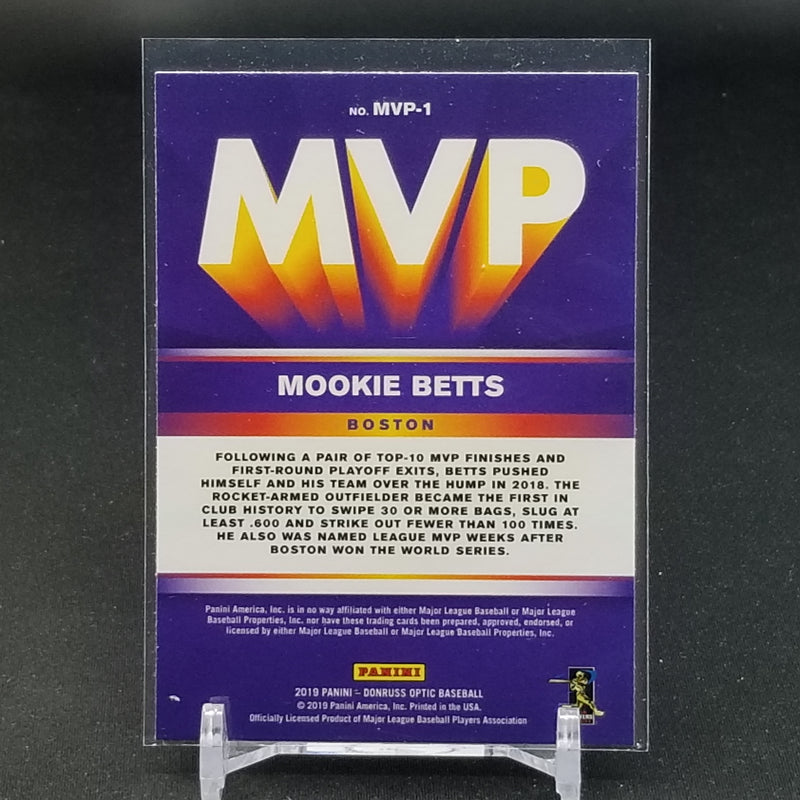 NO. MVP-1
MVP
MOOKIE BETTS
BOSTON
FOLLOWING A PAIR OF TOP-10 MVP FINISHES AND
FIRST-ROUND PLAYOFF EXITS, BETTS PUSHED
HIMSELF AND HIS TEAM OVER THE HUMP IN 2018. THE
ROCKET-ARMED OUTFIELDER BECAME THE FIRST IN
CLUB HISTORY TO SWIPE 30 OR MORE BAGS, SLUG AT
LEAST .600 AND STRIKE OUT FEWER THAN 100 TIMES.
HE ALSO WAS NAMED LEAGUE MVP WEEKS AFTER
BOSTON WON THE WORLD SERIES.
Panini America, Inc. is in no way affiliated with either Major League Baseball or Major League
Baseball Properties, Inc. nor have these trading cards been prepared, approved, endorsed, or
licensed by either Major League Baseball or Major League Baseball Properties, Inc.
PANINI
2019 PANINI – DONRUSS OPTIC BASEBALL
© 2019 Panini America, Inc. Printed in the USA.
Officially Licensed Product of Major League Baseball Players Association